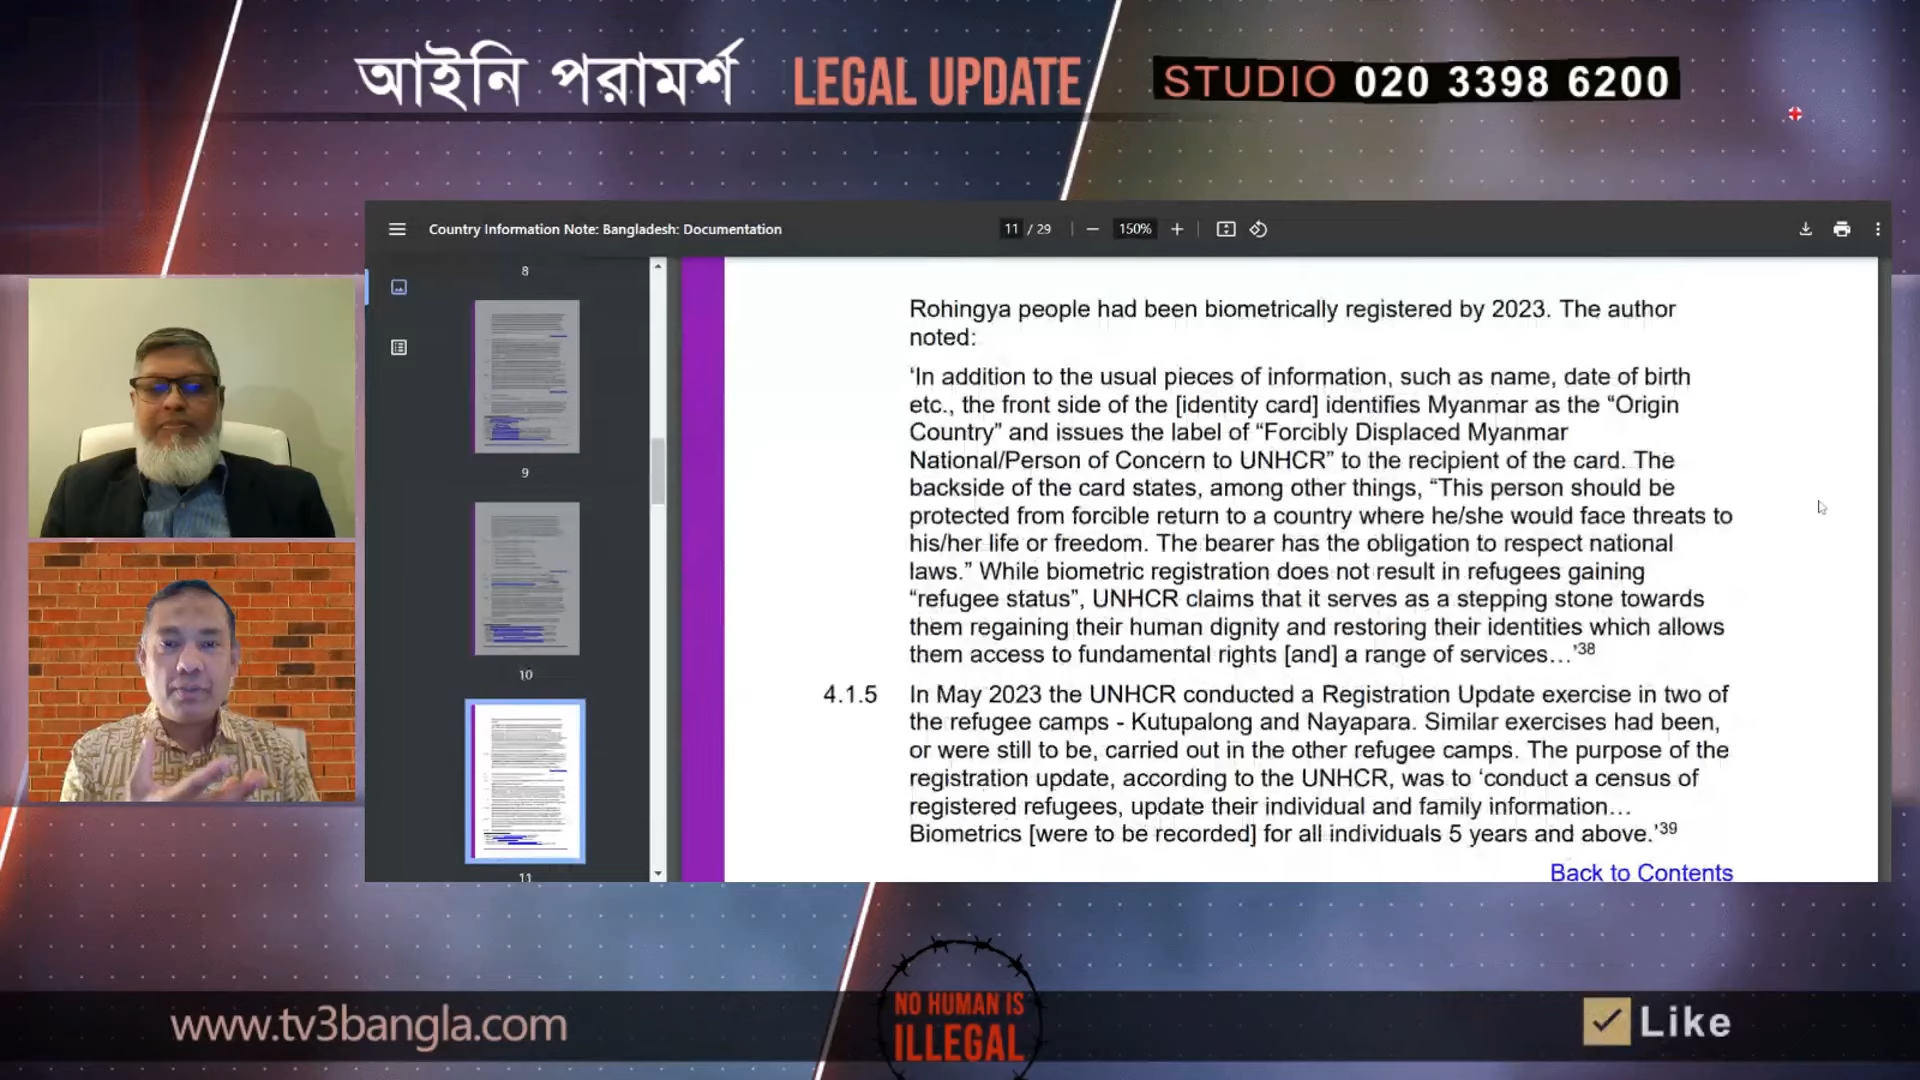 আইনি পরামর্শ LEGAL UPDATE
STUDIO 020 3398 6200
Country Information Note: Bangladesh: Documentation
11 / 29
150%
8
9
10
11
Rohingya people had been biometrically registered by 2023. The author
noted:
‘In addition to the usual pieces of information, such as name, date of birth
etc., the front side of the [identity card] identifies Myanmar as the “Origin
Country” and issues the label of “Forcibly Displaced Myanmar
National/Person of Concern to UNHCR” to the recipient of the card. The
backside of the card states, among other things, “This person should be
protected from forcible return to a country where he/she would face threats to
his/her life or freedom. The bearer has the obligation to respect national
laws.” While biometric registration does not result in refugees gaining
“refugee status”, UNHCR claims that it serves as a stepping stone towards
them regaining their human dignity and restoring their identities which allows
them access to fundamental rights [and] a range of services…’38
4.1.5 In May 2023 the UNHCR conducted a Registration Update exercise in two of
the refugee camps - Kutupalong and Nayapara. Similar exercises had been,
or were still to be, carried out in the other refugee camps. The purpose of the
registration update, according to the UNHCR, was to ‘conduct a census of
registered refugees, update their individual and family information…
Biometrics [were to be recorded] for all individuals 5 years and above.’39
Back to Contents
www.tv3bangla.com
NO HUMAN IS
ILLEGAL
Like